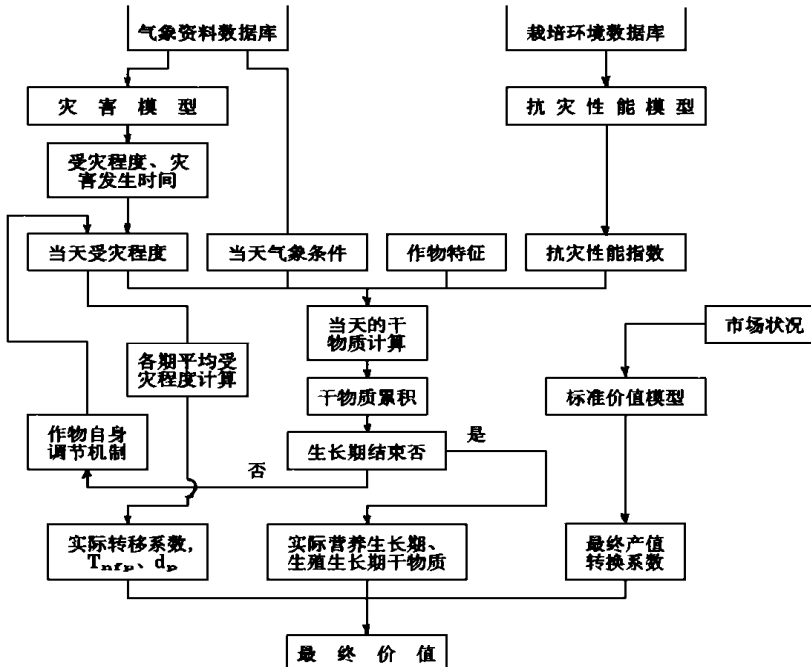 气象资料数据库
栽培环境数据库
灾害模型
抗灾性能模型
受灾程度、灾
害发生时间
当天受灾程度
当天气象条件
作物特征
抗灾性能指数
当天的干
物质计算
市场状况
各期平均受
灾程度计算
干物质累积
标准价值模型
作物自身
调节机制
生长期结束否
是
否
实际转移系数，
Tnfp、dp
实际营养生长期、
生殖生长期干物质
最终产值
转换系数
最终价值